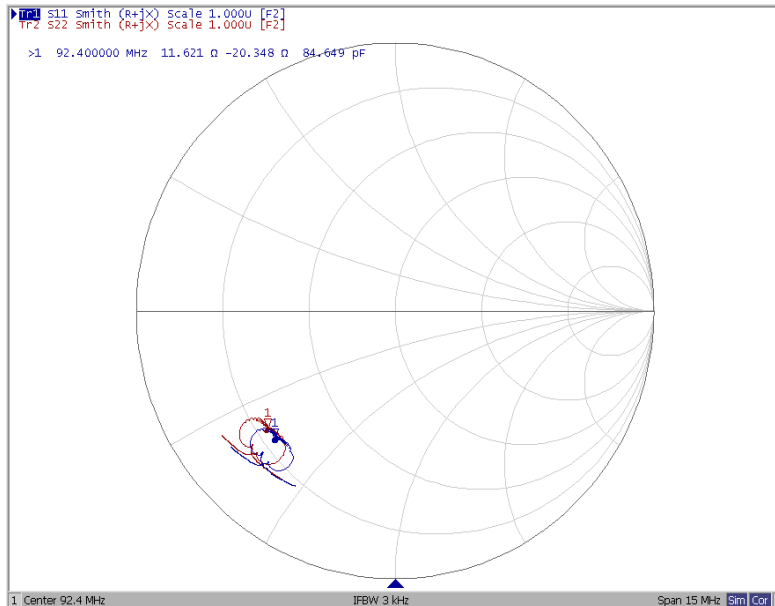 Tr1 S11 Smith (R+jX) Scale 1.000U [F2]
Tr2 S22 Smith (R+jX) Scale 1.000U [F2]
>1 92.400000 MHz 11.621 Ω -20.348 Ω 84.649 pF
1
1
1 Center 92.4 MHz IFBW 3 kHz Span 15 MHz Sim Cor